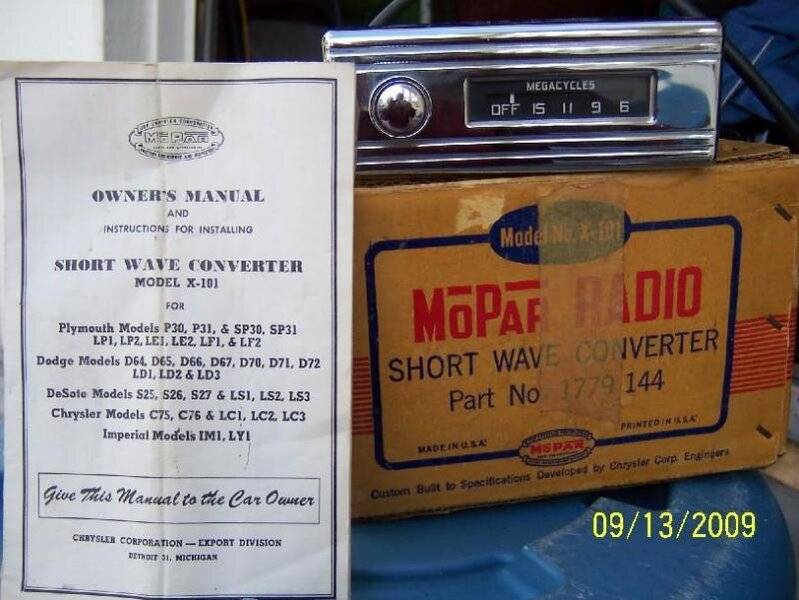 MOPAR
OWNER'S MANUAL
AND
INSTRUCTIONS FOR INSTALLING
SHORT WAVE CONVERTER
MODEL X-101
FOR
Plymouth Models P30, P31, & SP30, SP31
LP1, LP2, LE1, LE2, LF1, & LF2
Dodge Models D64, D65, D66, D67, D70, D71, D72
LD1, LD2 & LD3
DeSoto Models S25, S26, S27 & LS1, LS2, LS3
Chrysler Models C75, C76 & LC1, LC2, LC3
Imperial Models IM1, LY1
Give This Manual to the Car Owner
CHRYSLER CORPORATION — EXPORT DIVISION
DETROIT 31, MICHIGAN
MEGACYCLES
OFF 15 11 9 6
Model No. X-101
MOPAR RADIO
SHORT WAVE CONVERTER
Part No. 1779 144
MADE IN U.S.A.
MOPAR
PRINTED IN U.S.A.
Custom Built to Specifications Developed by Chrysler Corp. Engineers
09/13/2009